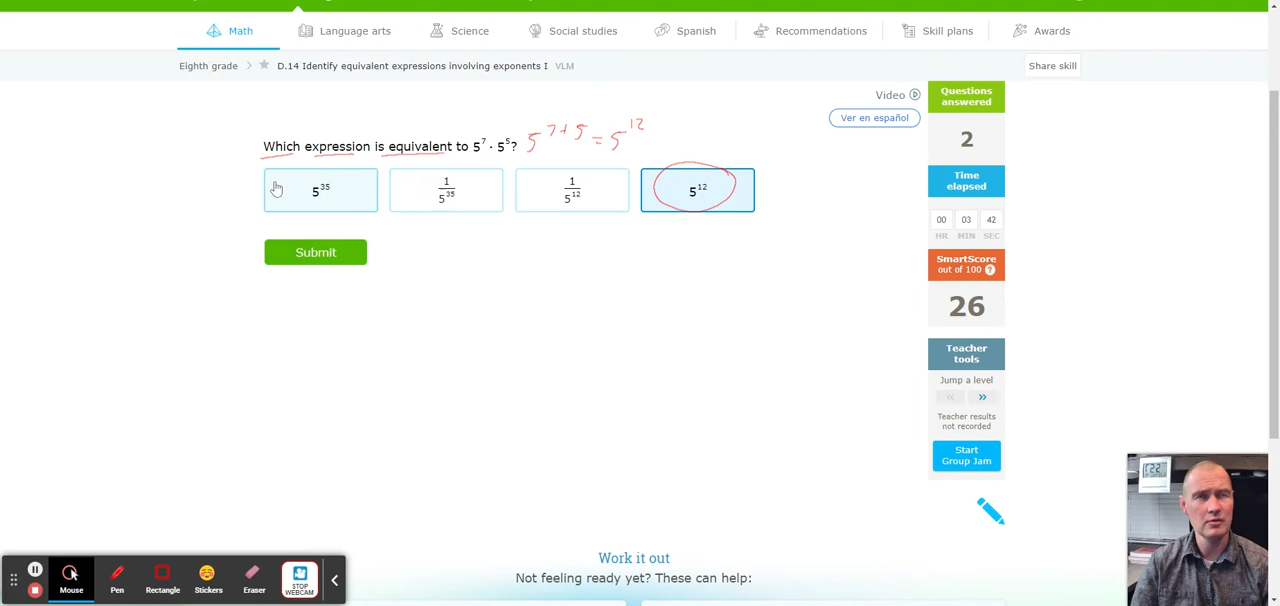 Math Language arts Science Social studies Spanish Recommendations Skill plans Awards
Eighth grade > D.14 Identify equivalent expressions involving exponents I VLM Share skill
Video
Ver en español
Questions answered
2
Time elapsed
00 03 42
HR MIN SEC
SmartScore out of 100 ?
26
Teacher tools
Jump a level
<< >>
Teacher results not recorded
Start Group Jam
Which expression is equivalent to 5⁷ · 5⁵? 5⁷⁺⁵ = 5¹²
5³⁵ 1/5³⁵ 1/5¹² 5¹²
Submit
Work it out
Not feeling ready yet? These can help:
Mouse Pen Rectangle Stickers Eraser STOP WEBCAM